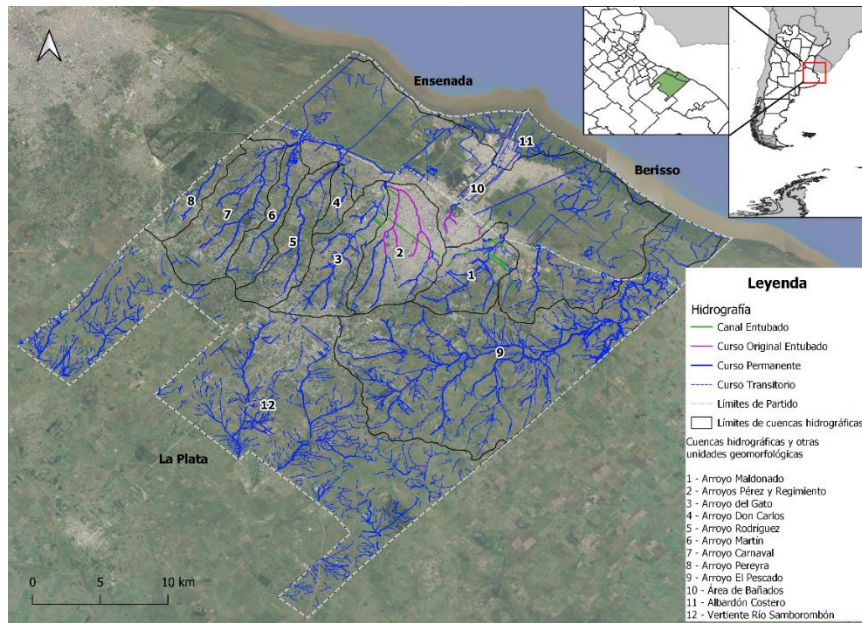 Ensenada
11
Berisso
10
8
7
6
4
5
3
2
1
9
12
La Plata
0 5 10 km
Leyenda
Hidrografía
Canal Entubado
Curso Original Entubado
Curso Permanente
Curso Transitorio
Límites de Partido
Límites de cuencas hidrográficas
Cuencas hidrográficas y otras
unidades geomorfológicas
1 - Arroyo Maldonado
2 - Arroyos Pérez y Regimiento
3 - Arroyo del Gato
4 - Arroyo Don Carlos
5 - Arroyo Rodriguez
6 - Arroyo Martín
7 - Arroyo Carnaval
8 - Arroyo Pereyra
9 - Arroyo El Pescado
10 - Área de Bañados
11 - Albardón Costero
12 - Vertiente Río Samborombón